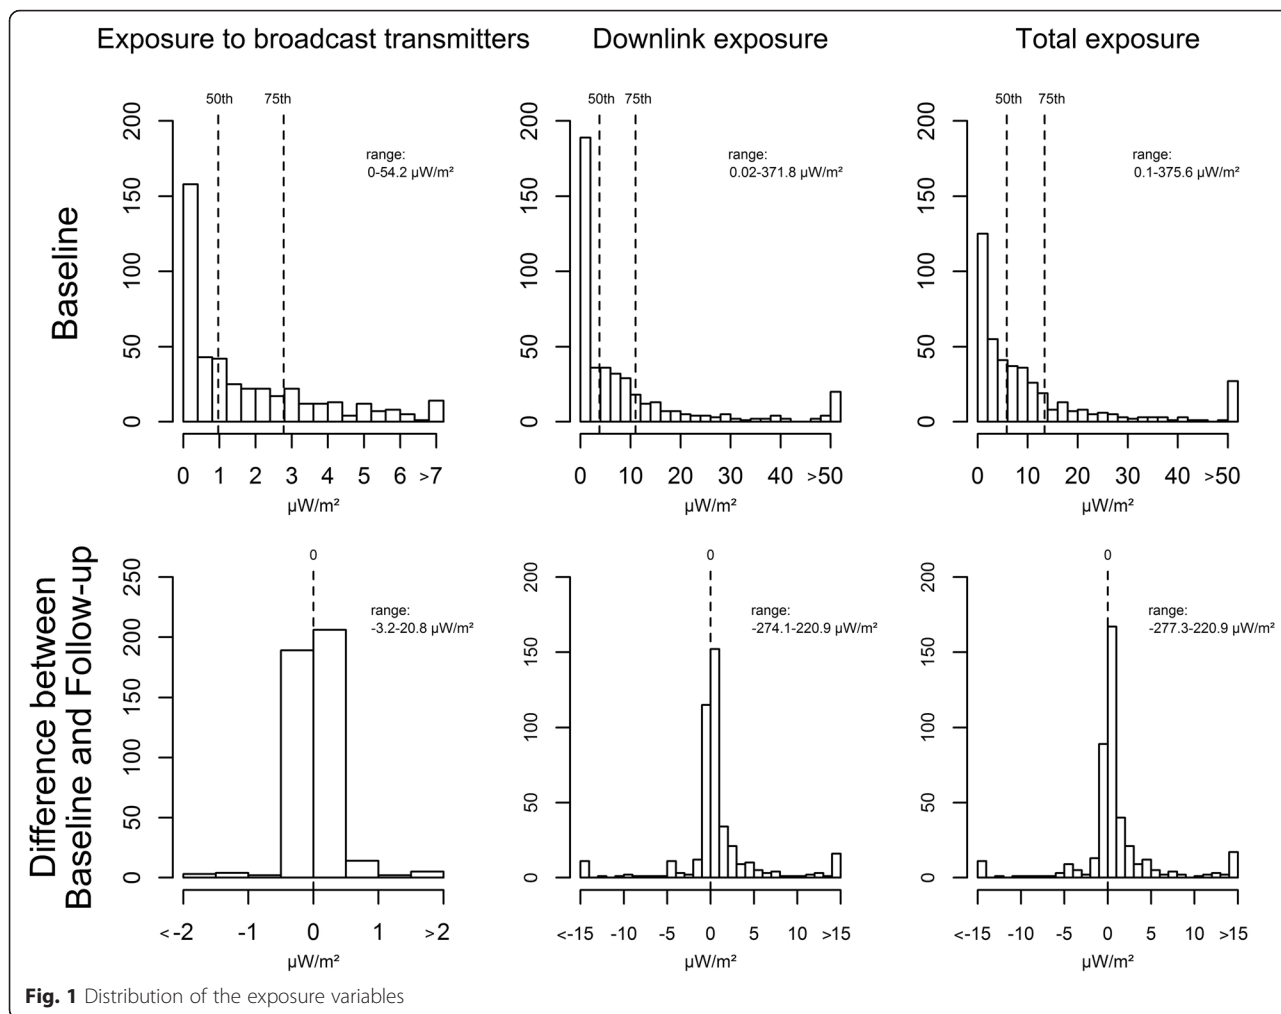 Exposure to broadcast transmitters
Downlink exposure
Total exposure
Baseline
50th 75th
200
150
100
50
0
range:
0-54.2 µW/m²
0 1 2 3 4 5 6 >7
µW/m²
50th 75th
200
150
100
50
0
range:
0.02-371.8 µW/m²
0 10 20 30 40 >50
µW/m²
50th 75th
200
150
100
50
0
range:
0.1-375.6 µW/m²
0 10 20 30 40 >50
µW/m²
Difference between
Baseline and Follow-up
0
250
200
150
100
50
0
range:
-3.2-20.8 µW/m²
<-2 -1 0 1 >2
µW/m²
0
200
150
100
50
0
range:
-274.1-220.9 µW/m²
<-15 -10 -5 0 5 10 >15
µW/m²
0
200
150
100
50
0
range:
-277.3-220.9 µW/m²
<-15 -10 -5 0 5 10 >15
µW/m²
Fig. 1 Distribution of the exposure variables